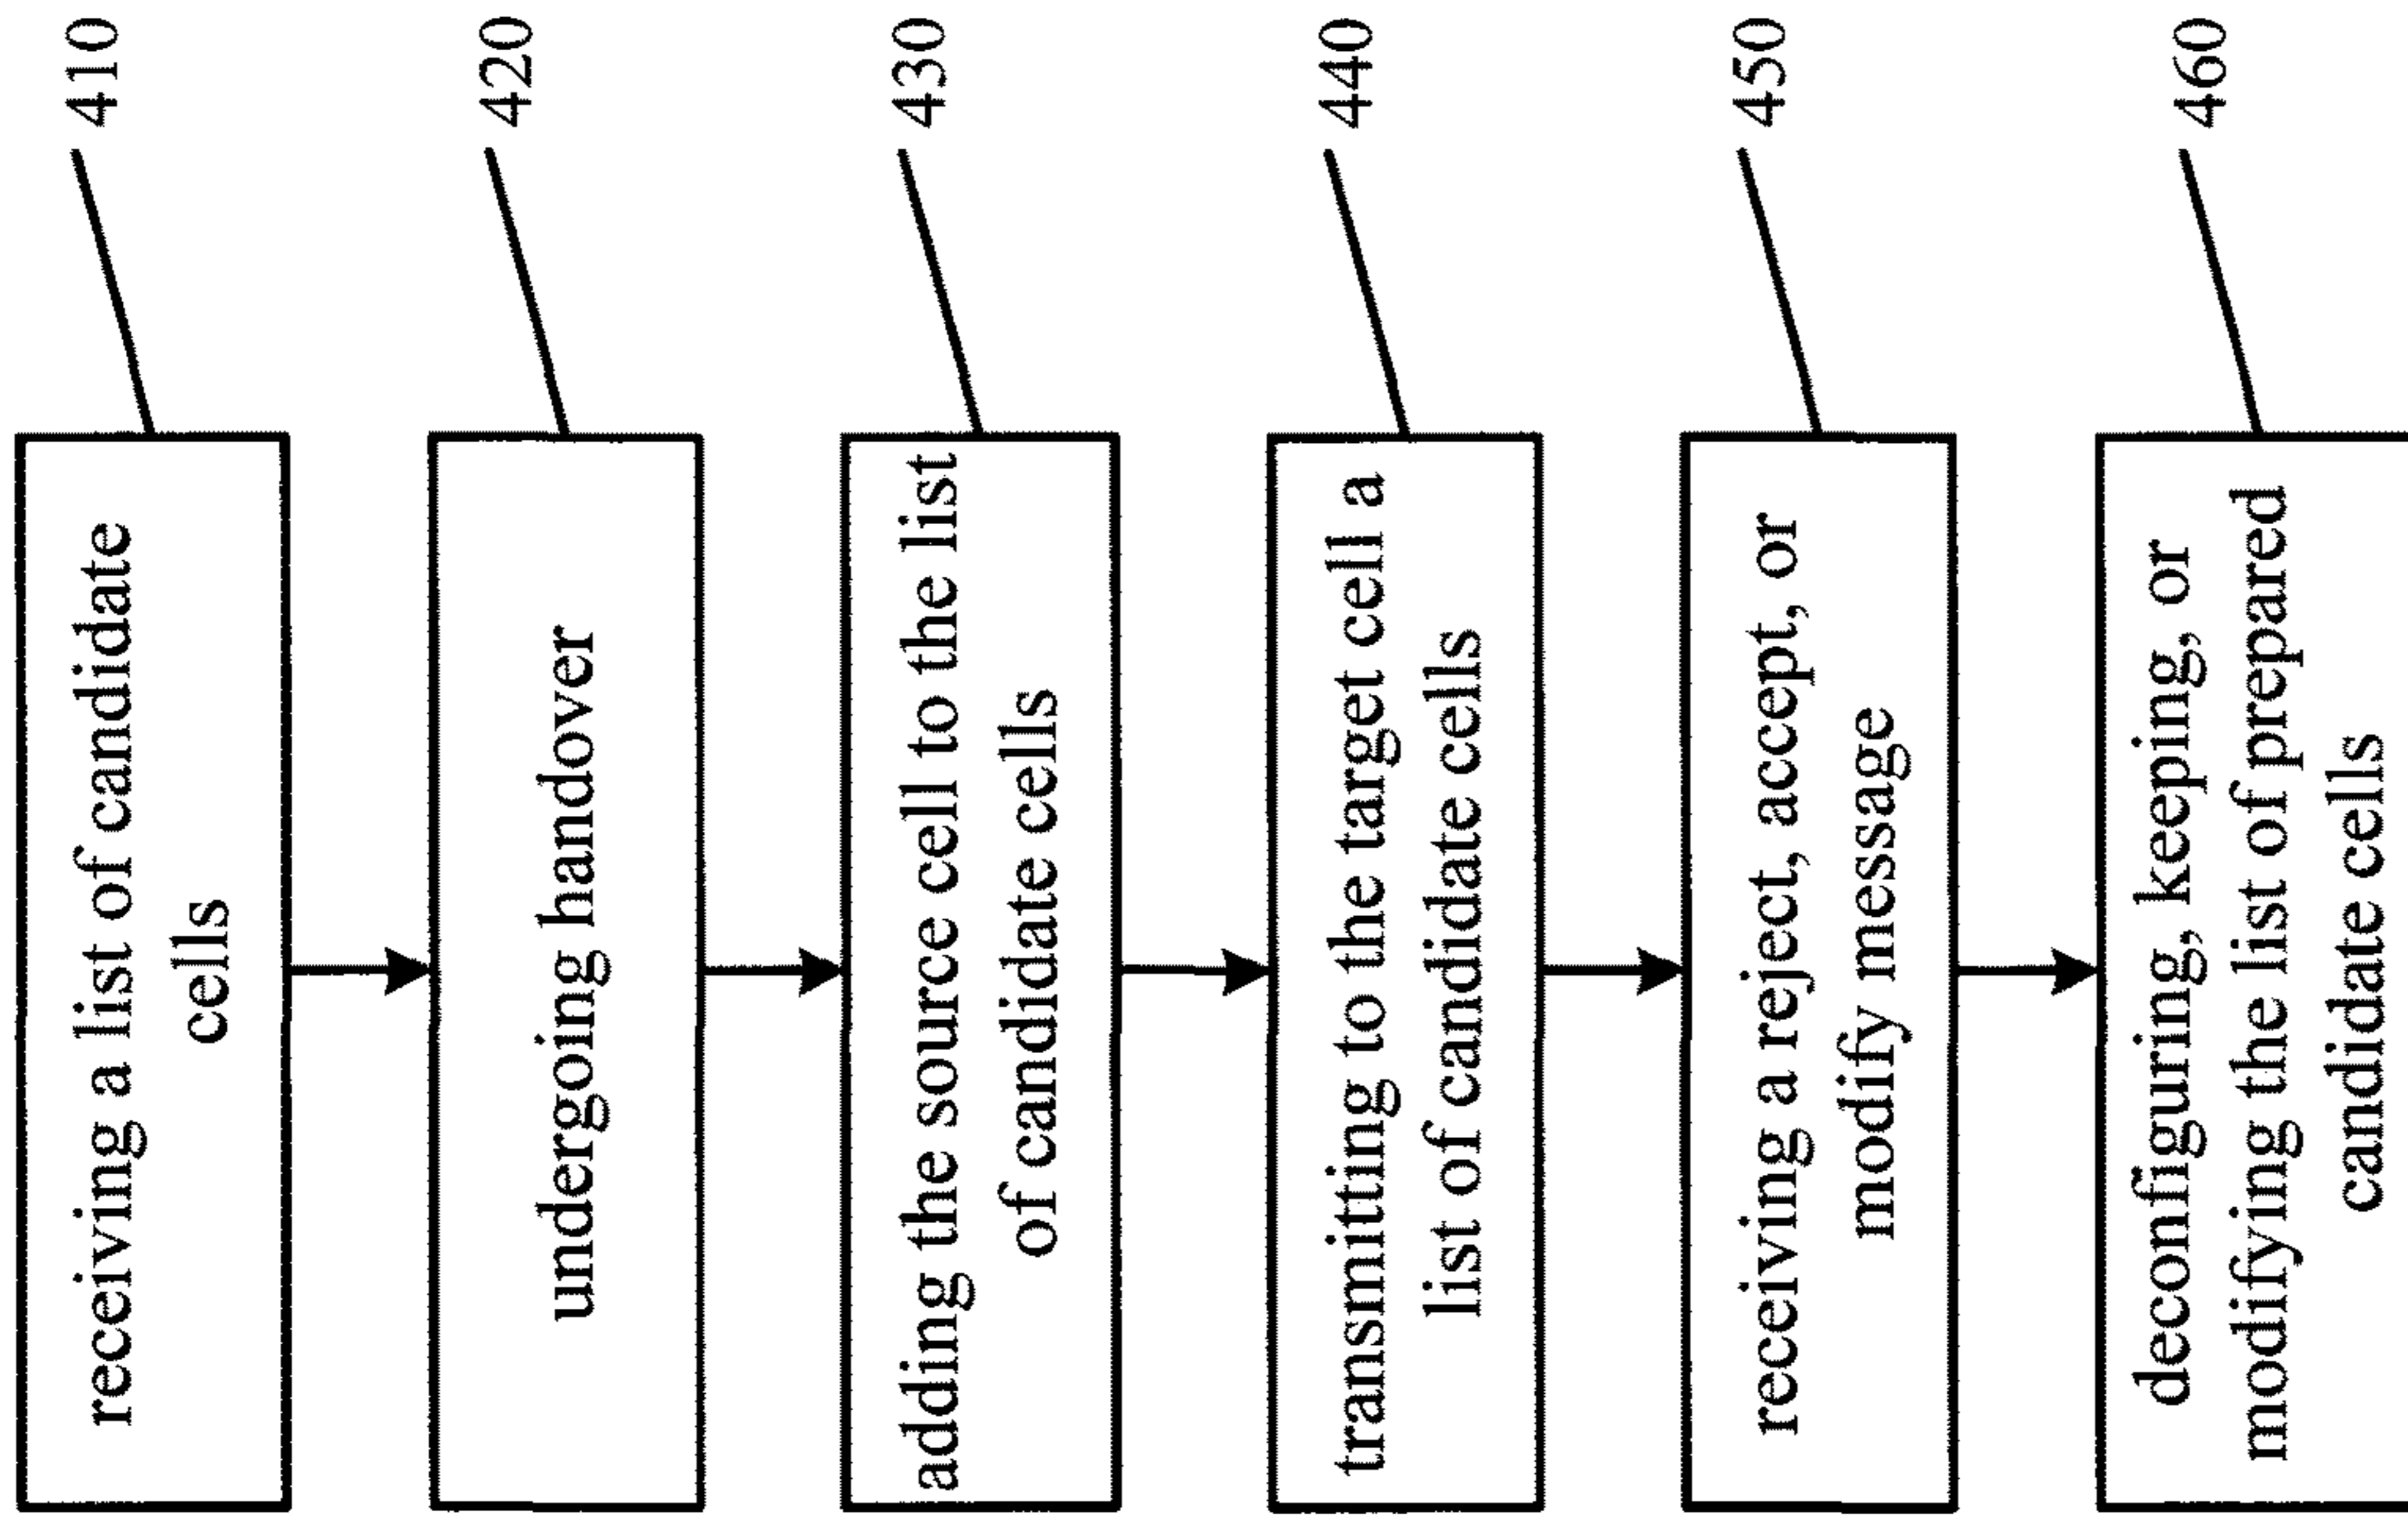 receiving a list of candidate
cells
410
undergoing handover
420
adding the source cell to the list
of candidate cells
430
transmitting to the target cell a
list of candidate cells
440
receiving a reject, accept, or
modify message
450
deconfiguring, keeping, or
modifying the list of prepared
candidate cells
460